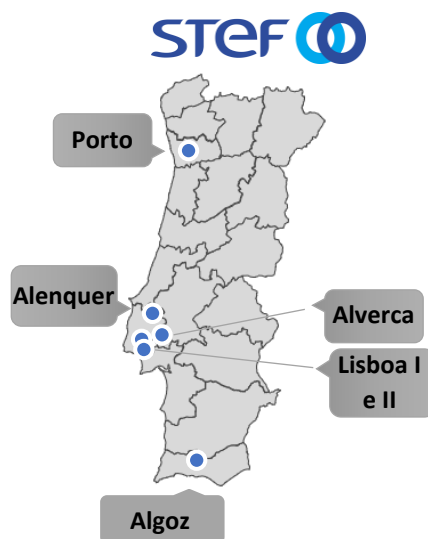 STEF
Porto
Alenquer
Alverca
Lisboa I
e II
Algoz